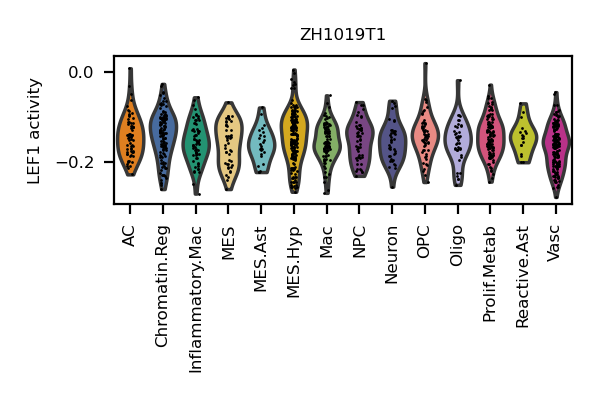 ZH1019T1
LEF1 activity
0.0
−0.2
AC
Chromatin.Reg
Inflammatory.Mac
MES
MES.Ast
MES.Hyp
Mac
NPC
Neuron
OPC
Oligo
Prolif.Metab
Reactive.Ast
Vasc